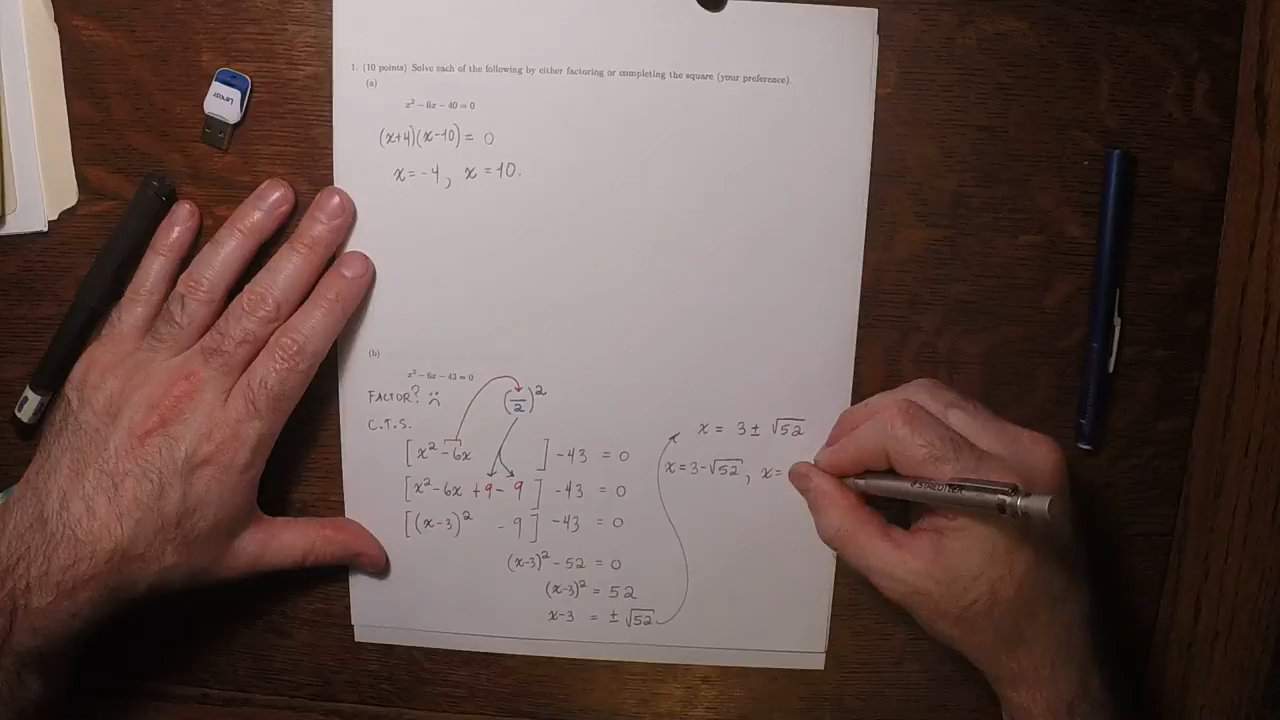 1. (10 points) Solve each of the following by either factoring or completing the square (your preference).
(a)
x² − 6x − 40 = 0
(x+4)(x−10) = 0
x = −4, x = 10.
(b)
x² − 6x − 43 = 0
FACTOR? ☹
(—/2)²
C.T.S.
[x² − 6x ] − 43 = 0
[x² − 6x + 9 − 9] − 43 = 0
[(x−3)² − 9] − 43 = 0
(x−3)² − 52 = 0
(x−3)² = 52
x−3 = ± √52
x = 3 ± √52
x = 3 − √52, x =
STAEDTLER